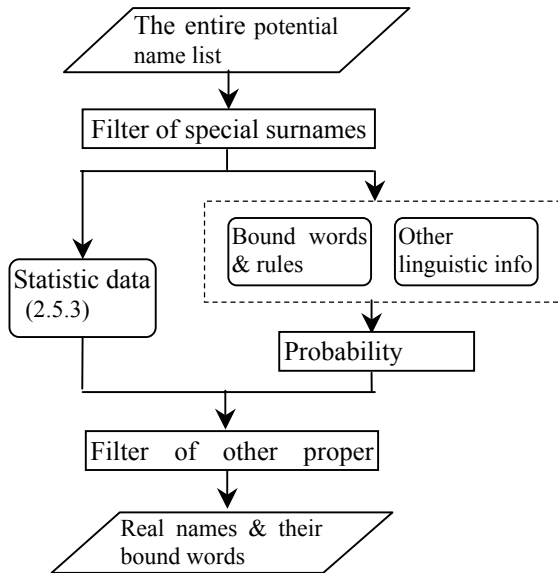 The entire potential
name list
Filter of special surnames
Statistic data
(2.5.3)
Bound words
& rules
Other
linguistic info
Probability
Filter of other proper
Real names & their
bound words